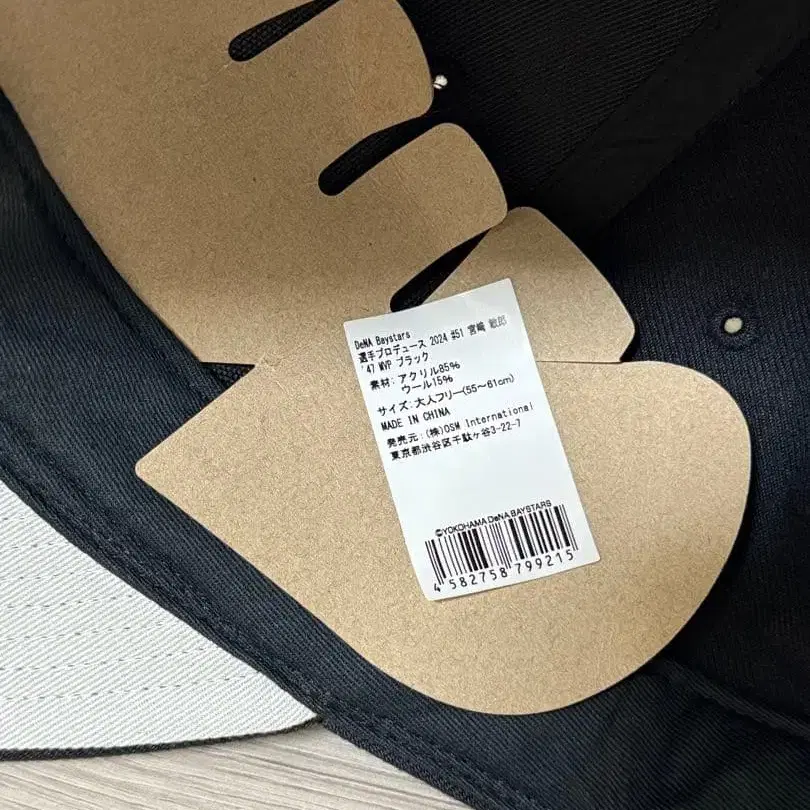 DeNA Baystars
選手プロデュース 2024 #51 宮﨑 敏郎
'47 MVP ブラック
素材: アクリル85%
ウール15%
サイズ:大人フリー(55～61cm)
MADE IN CHINA
発売元:(株)OSM International
東京都渋谷区千駄ヶ谷3-22-7
©YOKOHAMA DeNA BAYSTARS
4 582758 799215